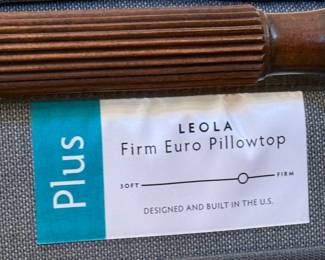 Plus
LEOLA
Firm Euro Pillowtop
SOFT FIRM
DESIGNED AND BUILT IN THE U.S.